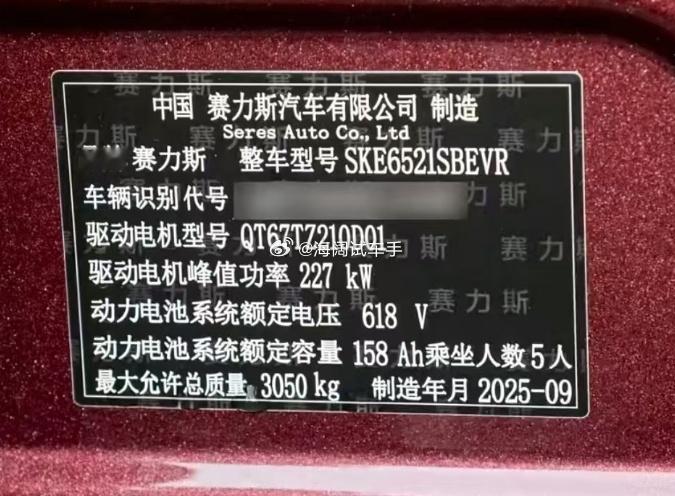 中国 赛力斯汽车有限公司 制造
Seres Auto Co., Ltd
赛力斯 整车型号 SKE6521SBEVR
车辆识别代号
驱动电机型号 QT67T7210D01
@海阔试车手
驱动电机峰值功率 227 kW
动力电池系统额定电压 618 V
动力电池系统额定容量 158 Ah 乘坐人数 5 人
最大允许总质量 3050 kg 制造年月 2025-09